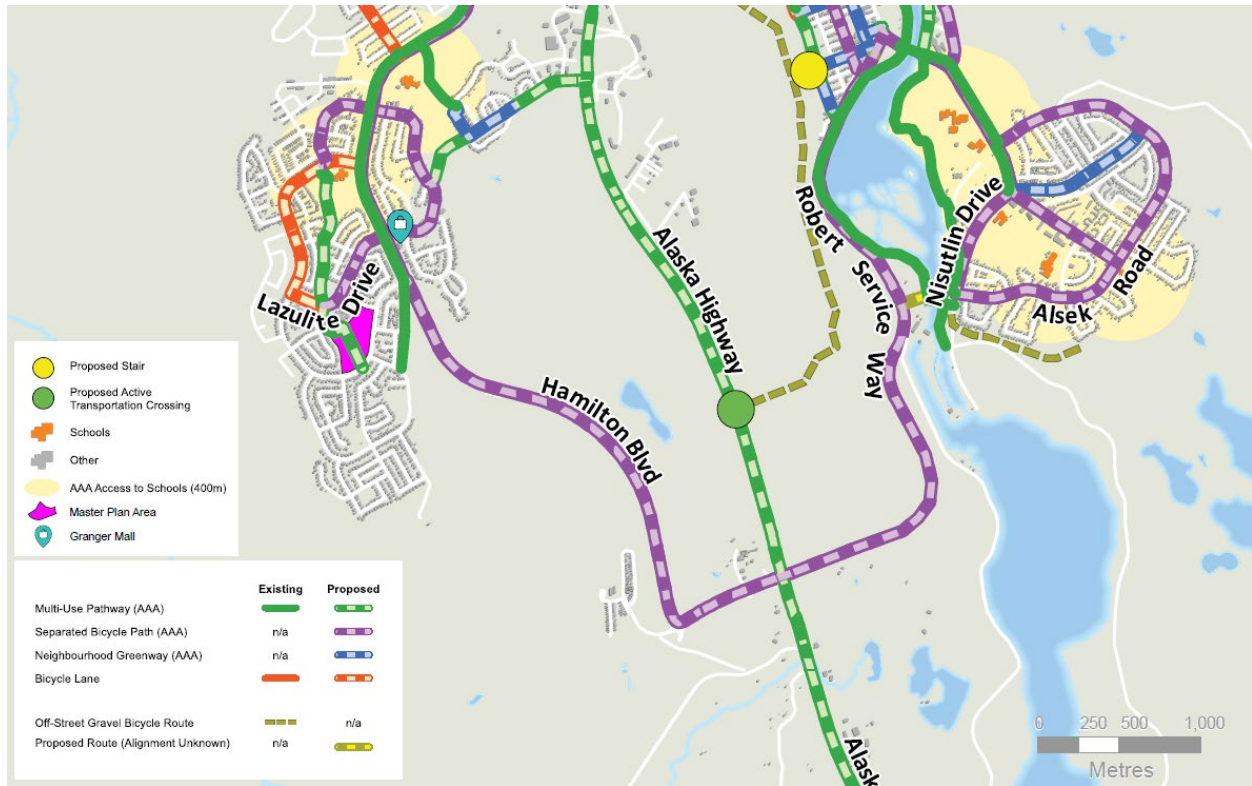 Robert Service Way
Nisutlin Drive
Alsek Road
Alaska Highway
Lazulite Drive
Hamilton Blvd
Alask
Proposed Stair
Proposed Active
Transportation Crossing
Schools
Other
AAA Access to Schools (400m)
Master Plan Area
Granger Mall
Existing Proposed
Multi-Use Pathway (AAA)
Separated Bicycle Path (AAA) n/a
Neighbourhood Greenway (AAA) n/a
Bicycle Lane
Off-Street Gravel Bicycle Route n/a
Proposed Route (Alignment Unknown) n/a
0 250 500 1,000
Metres